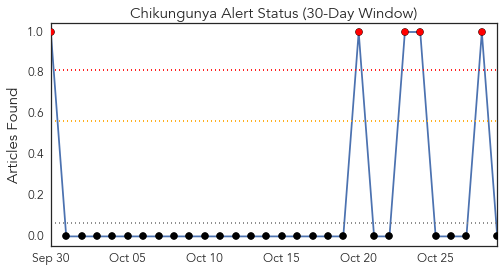 Chikungunya Alert Status (30-Day Window)
Articles Found
1.0
0.8
0.6
0.4
0.2
0.0
Sep 30 Oct 05 Oct 10 Oct 15 Oct 20 Oct 25